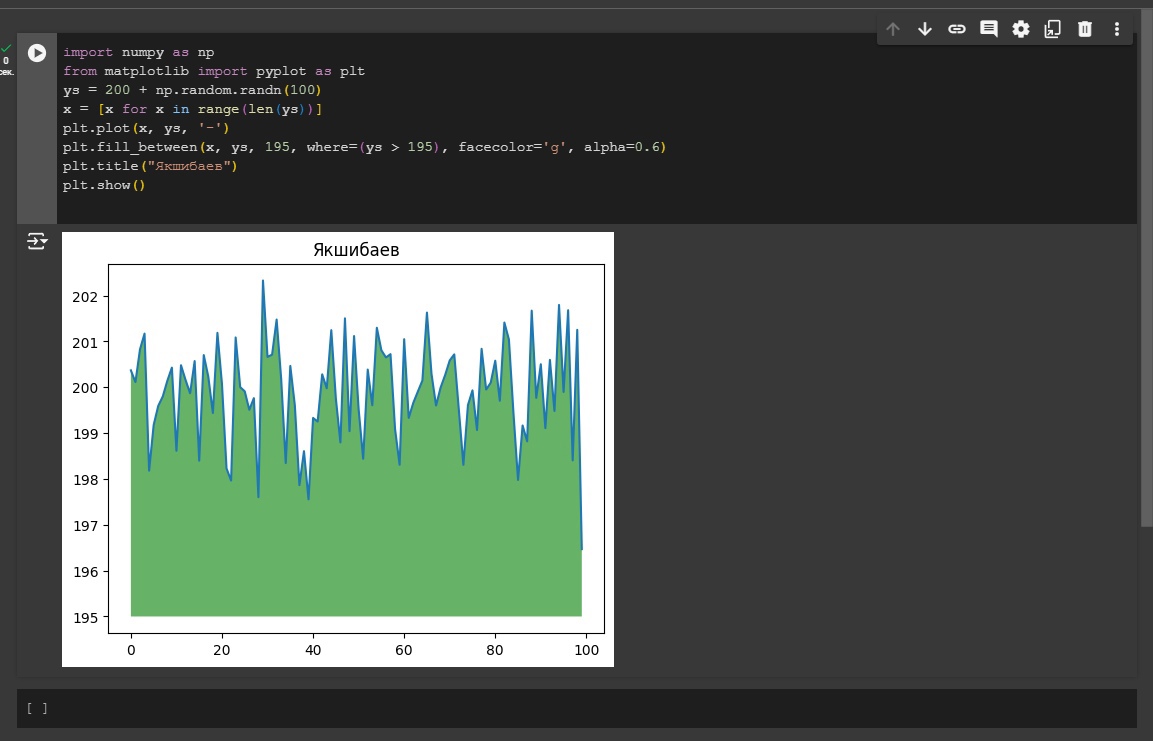 import numpy as np
0
from matplotlib import pyplot as plt
сек.
ys = 200 + np.random.randn(100)
x = [x for x in range(len(ys))]
plt.plot(x, ys, '-')
plt.fill_between(x, ys, 195, where=(ys > 195), facecolor='g', alpha=0.6)
plt.title("Якшибаев")
plt.show()
Якшибаев
202
201
200
199
198
197
196
195
0 20 40 60 80 100
[ ]